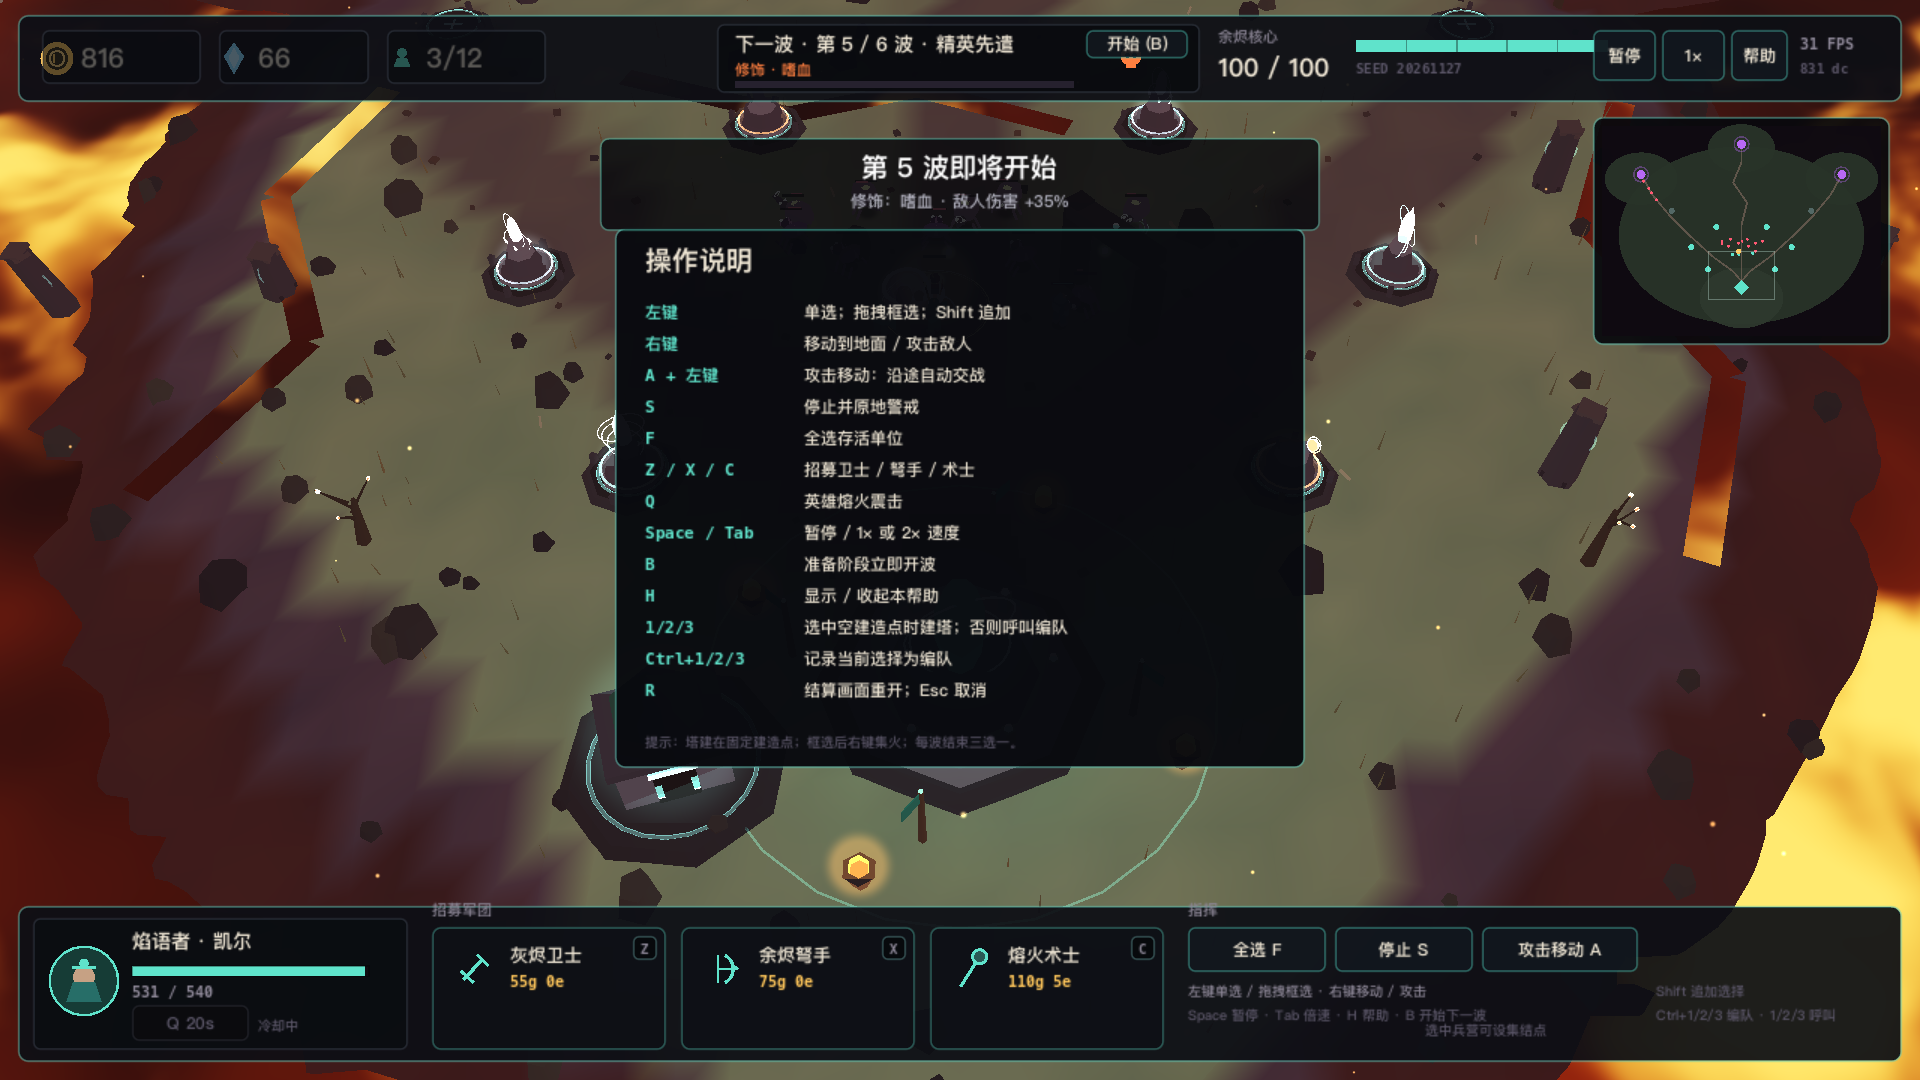 816
66
3/12
下一波 · 第 5 / 6 波 · 精英先遣
开始 (B)
修饰 · 嗜血
余烬核心
100 / 100
SEED 20261127
暂停
1×
帮助
31 FPS
831 dc
第 5 波即将开始
修饰：嗜血 · 敌人伤害 +35%
操作说明
左键 单选；拖拽框选；Shift 追加
右键 移动到地面 / 攻击敌人
A + 左键 攻击移动：沿途自动交战
S 停止并原地警戒
F 全选存活单位
Z / X / C 招募卫士 / 弩手 / 术士
Q 英雄熔火震击
Space / Tab 暂停 / 1× 或 2× 速度
B 准备阶段立即开波
H 显示 / 收起本帮助
1/2/3 选中空建造点时建塔；否则呼叫编队
Ctrl+1/2/3 记录当前选择为编队
R 结算画面重开；Esc 取消
提示：塔建在固定建造点；框选后右键集火；每波结束三选一。
焰语者 · 凯尔
531 / 540
Q 20s
冷却中
招募军团
灰烬卫士
Z
55g 0e
余烬弩手
X
75g 0e
熔火术士
C
110g 5e
指挥
全选 F
停止 S
攻击移动 A
左键单选 / 拖拽框选 · 右键移动 / 攻击
Space 暂停 · Tab 倍速 · H 帮助 · B 开始下一波
选中兵营可设集结点
Shift 追加选择
Ctrl+1/2/3 编队 · 1/2/3 呼叫